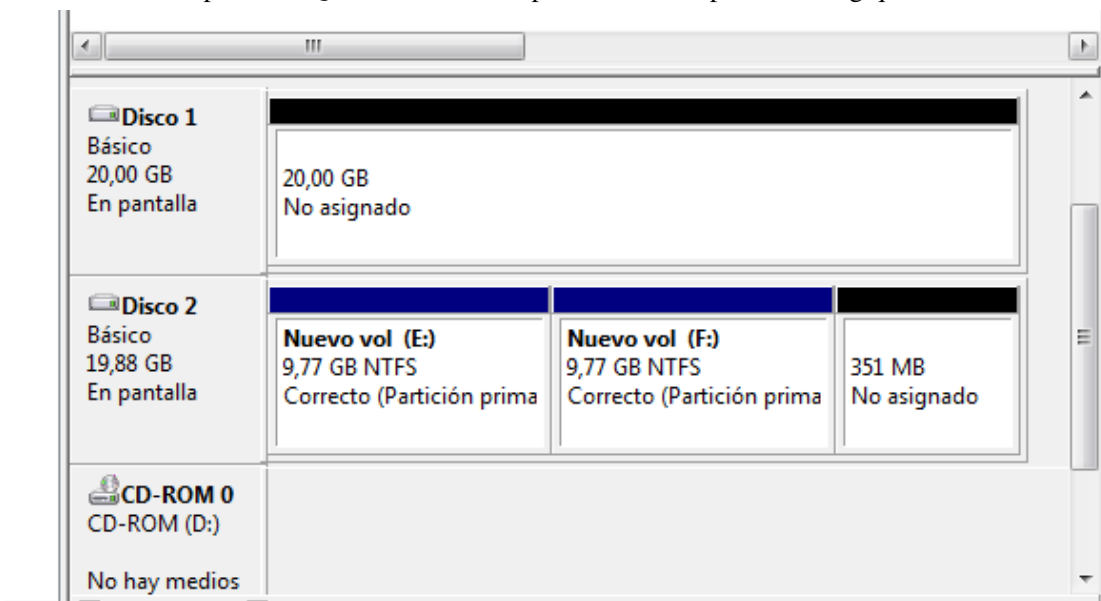 Disco 1
Básico
20,00 GB
En pantalla
20,00 GB
No asignado
Disco 2
Básico
19,88 GB
En pantalla
Nuevo vol (E:)
9,77 GB NTFS
Correcto (Partición prima
Nuevo vol (F:)
9,77 GB NTFS
Correcto (Partición prima
351 MB
No asignado
CD-ROM 0
CD-ROM (D:)
No hay medios